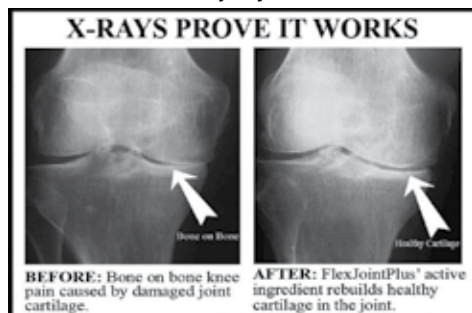 X-RAYS PROVE IT WORKS
Bone on Bone
Healthy Cartilage
BEFORE: Bone on bone knee
pain caused by damaged joint
cartilage.
AFTER: FlexJointPlus' active
ingredient rebuilds healthy
cartilage in the joint.